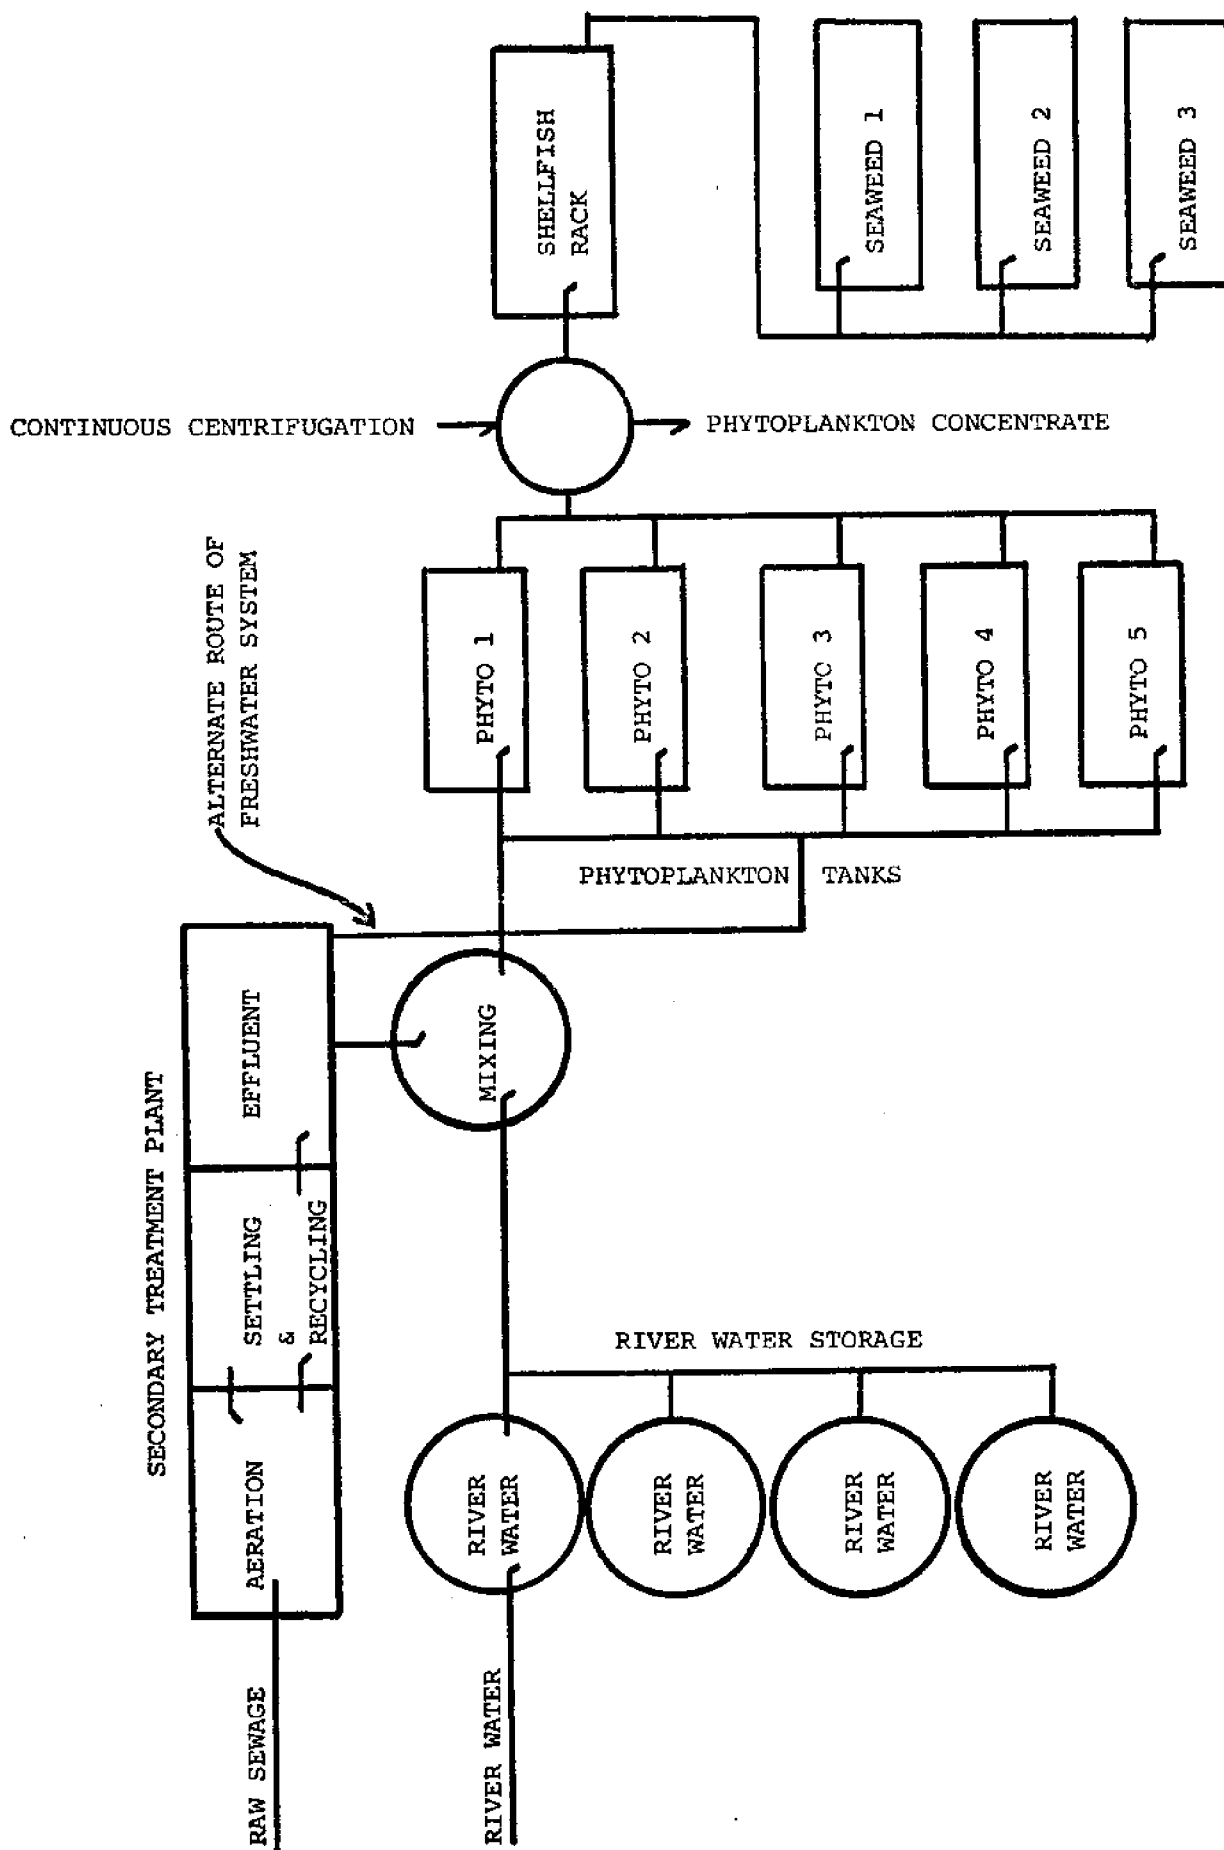 SHELLFISH
RACK
SEAWEED 1
SEAWEED 2
SEAWEED 3
CONTINUOUS CENTRIFUGATION
PHYTOPLANKTON CONCENTRATE
ALTERNATE ROUTE OF
FRESHWATER SYSTEM
PHYTO 1
PHYTO 2
PHYTO 3
PHYTO 4
PHYTO 5
PHYTOPLANKTON TANKS
SECONDARY TREATMENT PLANT
EFFLUENT
SETTLING
&
RECYCLING
AERATION
MIXING
RIVER WATER STORAGE
RIVER
WATER
RIVER
WATER
RIVER
WATER
RIVER
WATER
RAW SEWAGE
RIVER WATER